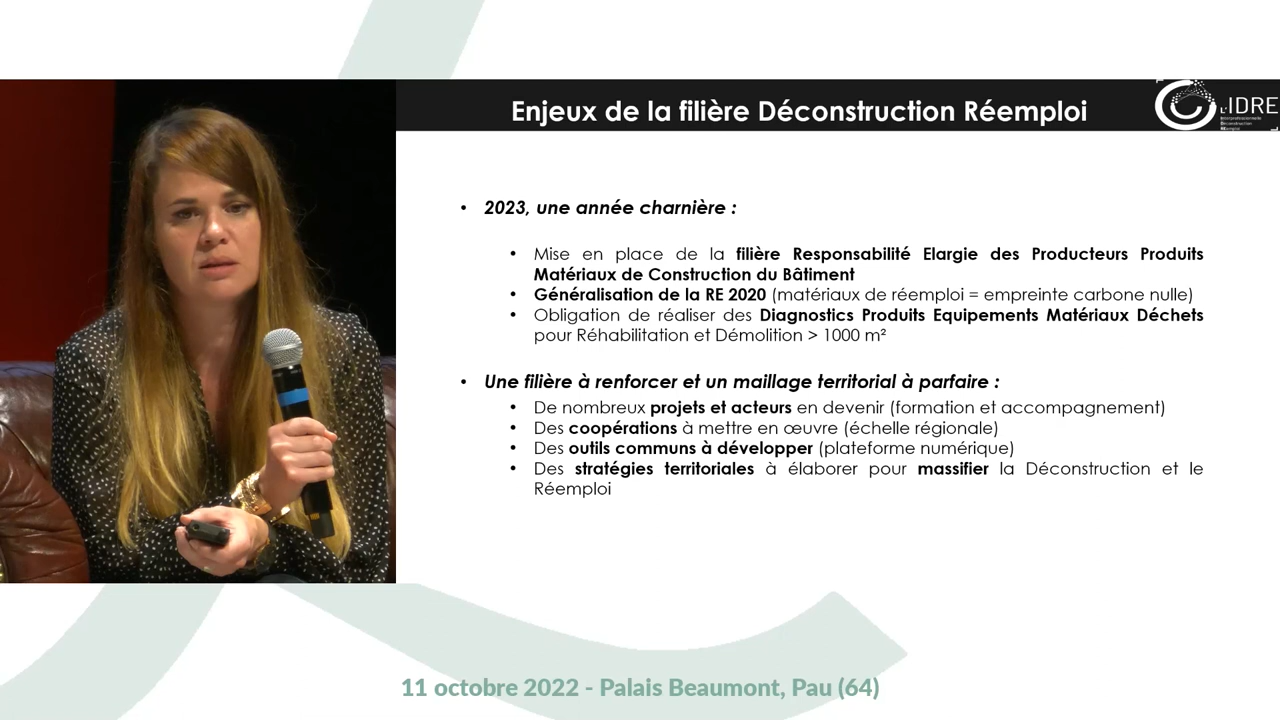 Enjeux de la filière Déconstruction Réemploi
L'IDRE
Interprofessionnelle
Déconstruction
REemploi
• 2023, une année charnière :
• Mise en place de la filière Responsabilité Elargie des Producteurs Produits
Matériaux de Construction du Bâtiment
• Généralisation de la RE 2020 (matériaux de réemploi = empreinte carbone nulle)
• Obligation de réaliser des Diagnostics Produits Equipements Matériaux Déchets
pour Réhabilitation et Démolition > 1000 m²
• Une filière à renforcer et un maillage territorial à parfaire :
• De nombreux projets et acteurs en devenir (formation et accompagnement)
• Des coopérations à mettre en œuvre (échelle régionale)
• Des outils communs à développer (plateforme numérique)
• Des stratégies territoriales à élaborer pour massifier la Déconstruction et le
Réemploi
11 octobre 2022 - Palais Beaumont, Pau (64)